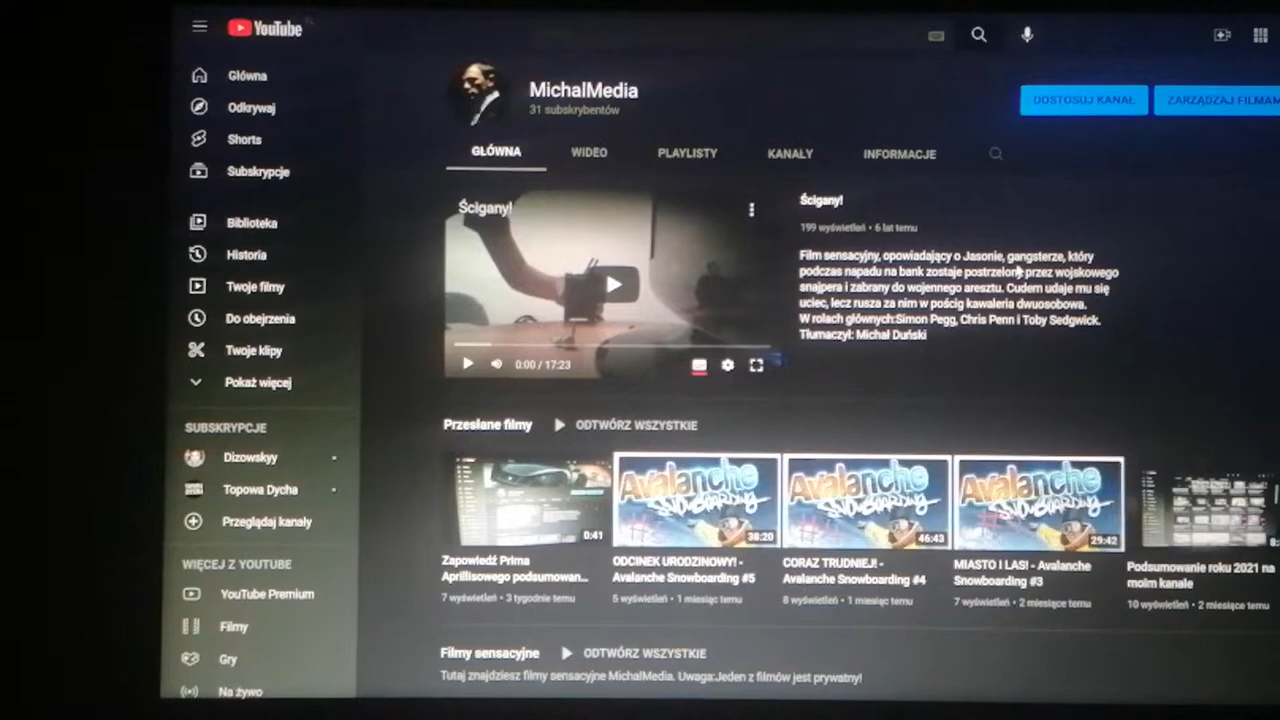 YouTube
Główna
Odkrywaj
Shorts
Subskrypcje
Biblioteka
Historia
Twoje filmy
Do obejrzenia
Twoje klipy
Pokaż więcej
SUBSKRYPCJE
Dizowskyy
Topowa Dycha
Przeglądaj kanały
WIĘCEJ Z YOUTUBE
YouTube Premium
Filmy
Gry
Na żywo
MichalMedia
31 subskrybentów
DOSTOSUJ KANAŁ
ZARZĄDZAJ FILMAM
GŁÓWNA WIDEO PLAYLISTY KANAŁY INFORMACJE
Ścigany!
0:00 / 17:23
Ścigany!
199 wyświetleń • 6 lat temu
Film sensacyjny, opowiadający o Jasonie, gangsterze, który
podczas napadu na bank zostaje postrzelony przez wojskowego
snajpera i zabrany do wojennego aresztu. Cudem udaje mu się
uciec, lecz rusza za nim w pościg kawaleria dwuosobowa.
W rolach głównych:Simon Pegg, Chris Penn i Toby Sedgwick.
Tłumaczył: Michał Duński
Przesłane filmy ODTWÓRZ WSZYSTKIE
0:41
Zapowiedź Prima
Aprillisowego podsumowan...
7 wyświetleń • 3 tygodnie temu
Avalanche
SNOWBOARDING
38:20
ODCINEK URODZINOWY! -
Avalanche Snowboarding #5
5 wyświetleń • 1 miesiąc temu
Avalanche
SNOWBOARDING
46:43
CORAZ TRUDNIEJ! -
Avalanche Snowboarding #4
8 wyświetleń • 1 miesiąc temu
Avalanche
SNOWBOARDING
29:42
MIASTO I LAS! - Avalanche
Snowboarding #3
7 wyświetleń • 2 miesiące temu
Podsumowanie roku 2021 na
moim kanale
10 wyświetleń • 2 miesiące temu
Filmy sensacyjne ODTWÓRZ WSZYSTKIE
Tutaj znajdziesz filmy sensacyjne MichalMedia. Uwaga:Jeden z filmów jest prywatny!